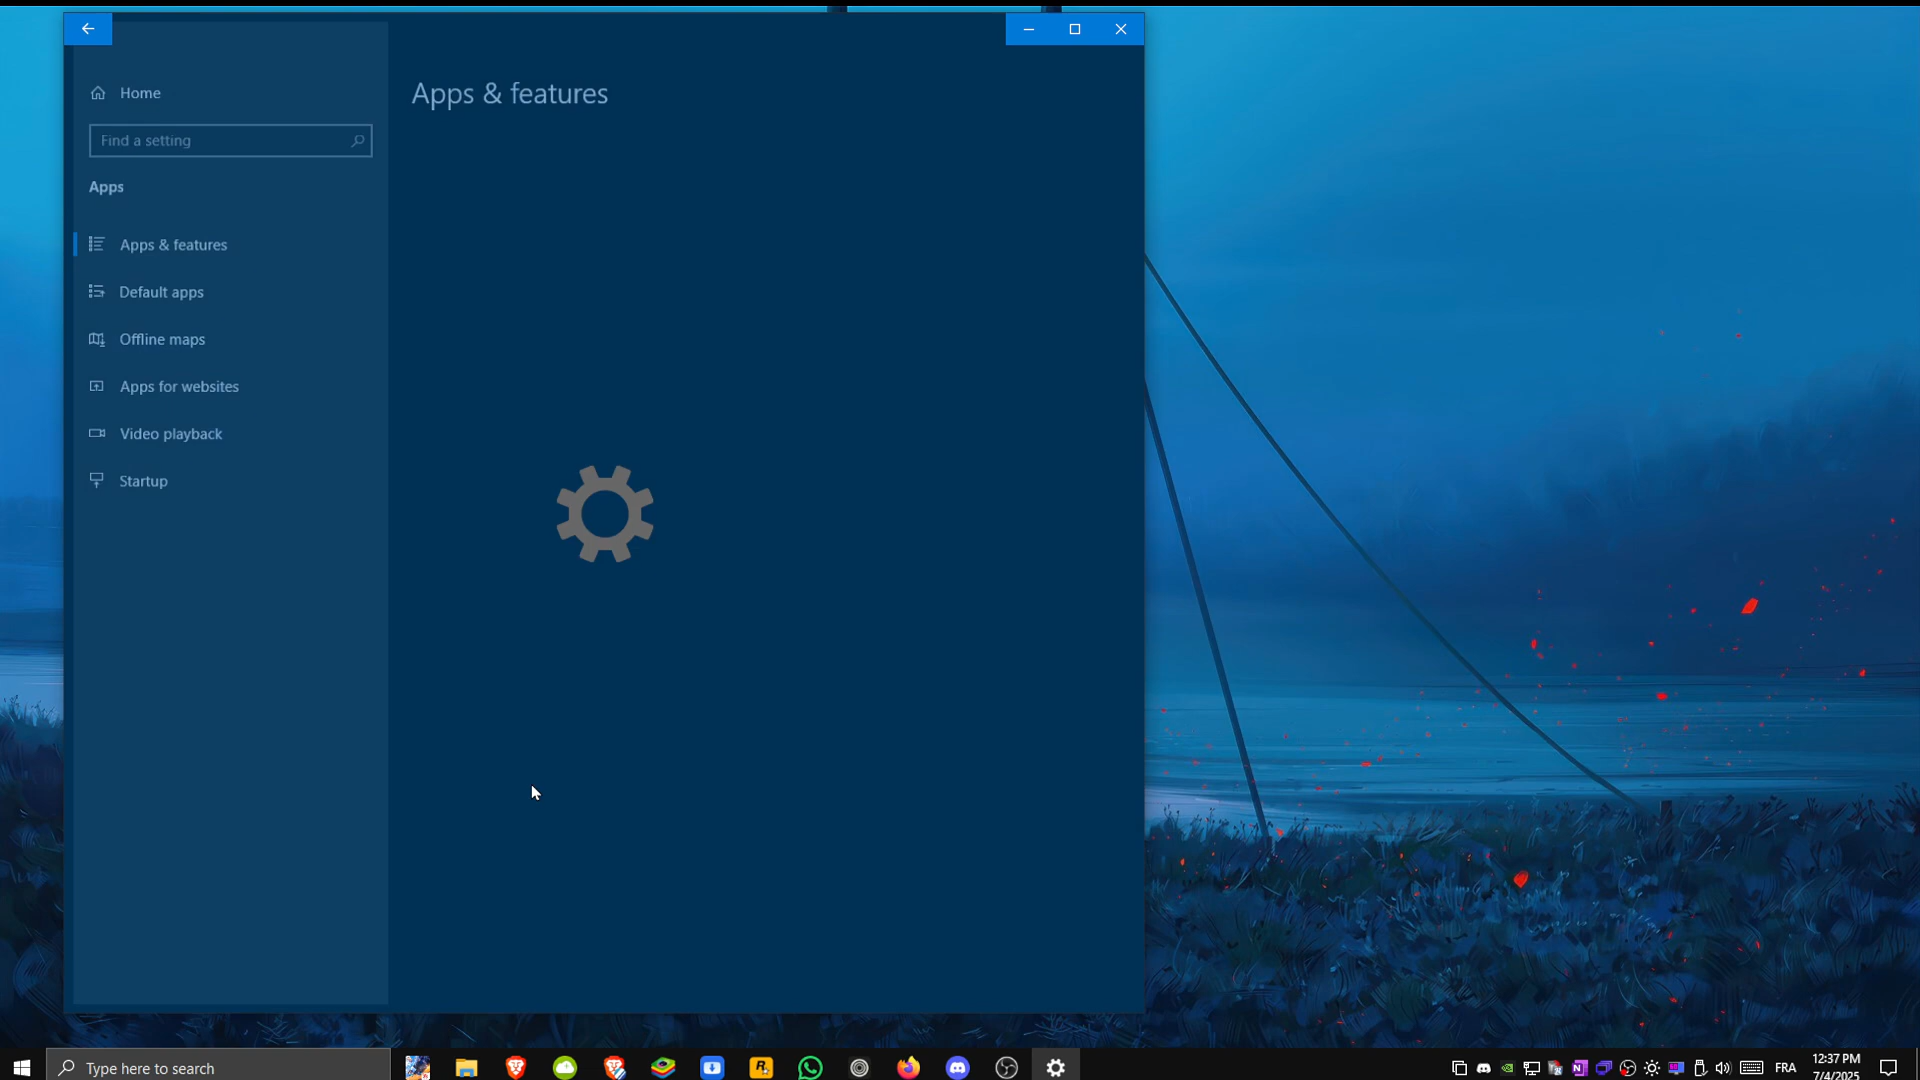 Home
Apps & features
Find a setting
Apps
Apps & features
Default apps
Offline maps
Apps for websites
Video playback
Startup
Type here to search
FRA
12:37 PM
7/4/2025